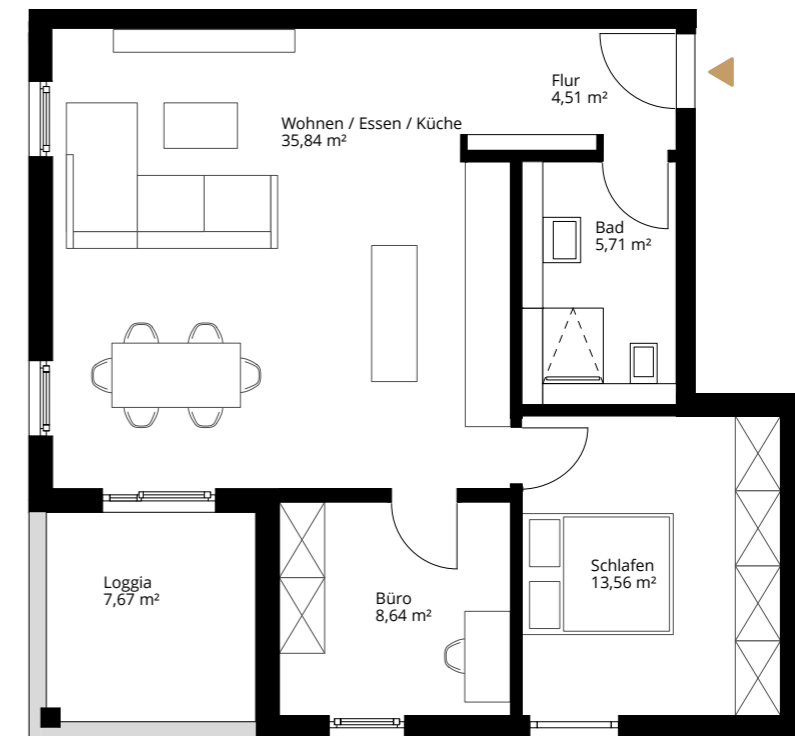 Flur
4,51 m²
Wohnen / Essen / Küche
35,84 m²
Bad
5,71 m²
Schlafen
13,56 m²
Loggia
7,67 m²
Büro
8,64 m²